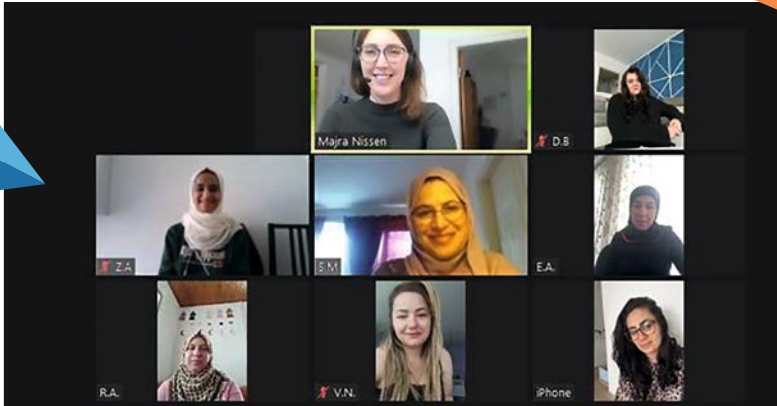 Majra Nissen
D.B
Z.A
S.M
E.A.
R.A.
V.N.
iPhone